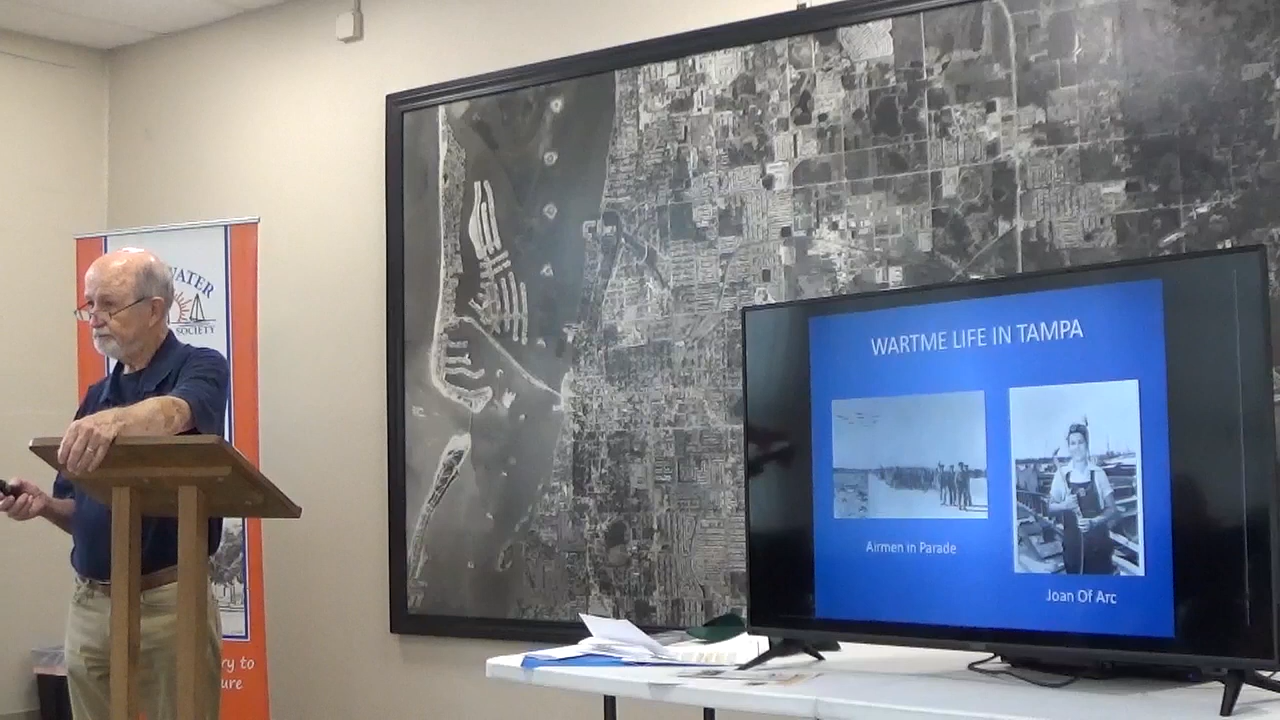 WATER
SOCIETY
ry to
ure
WARTME LIFE IN TAMPA
Airmen in Parade
Joan Of Arc